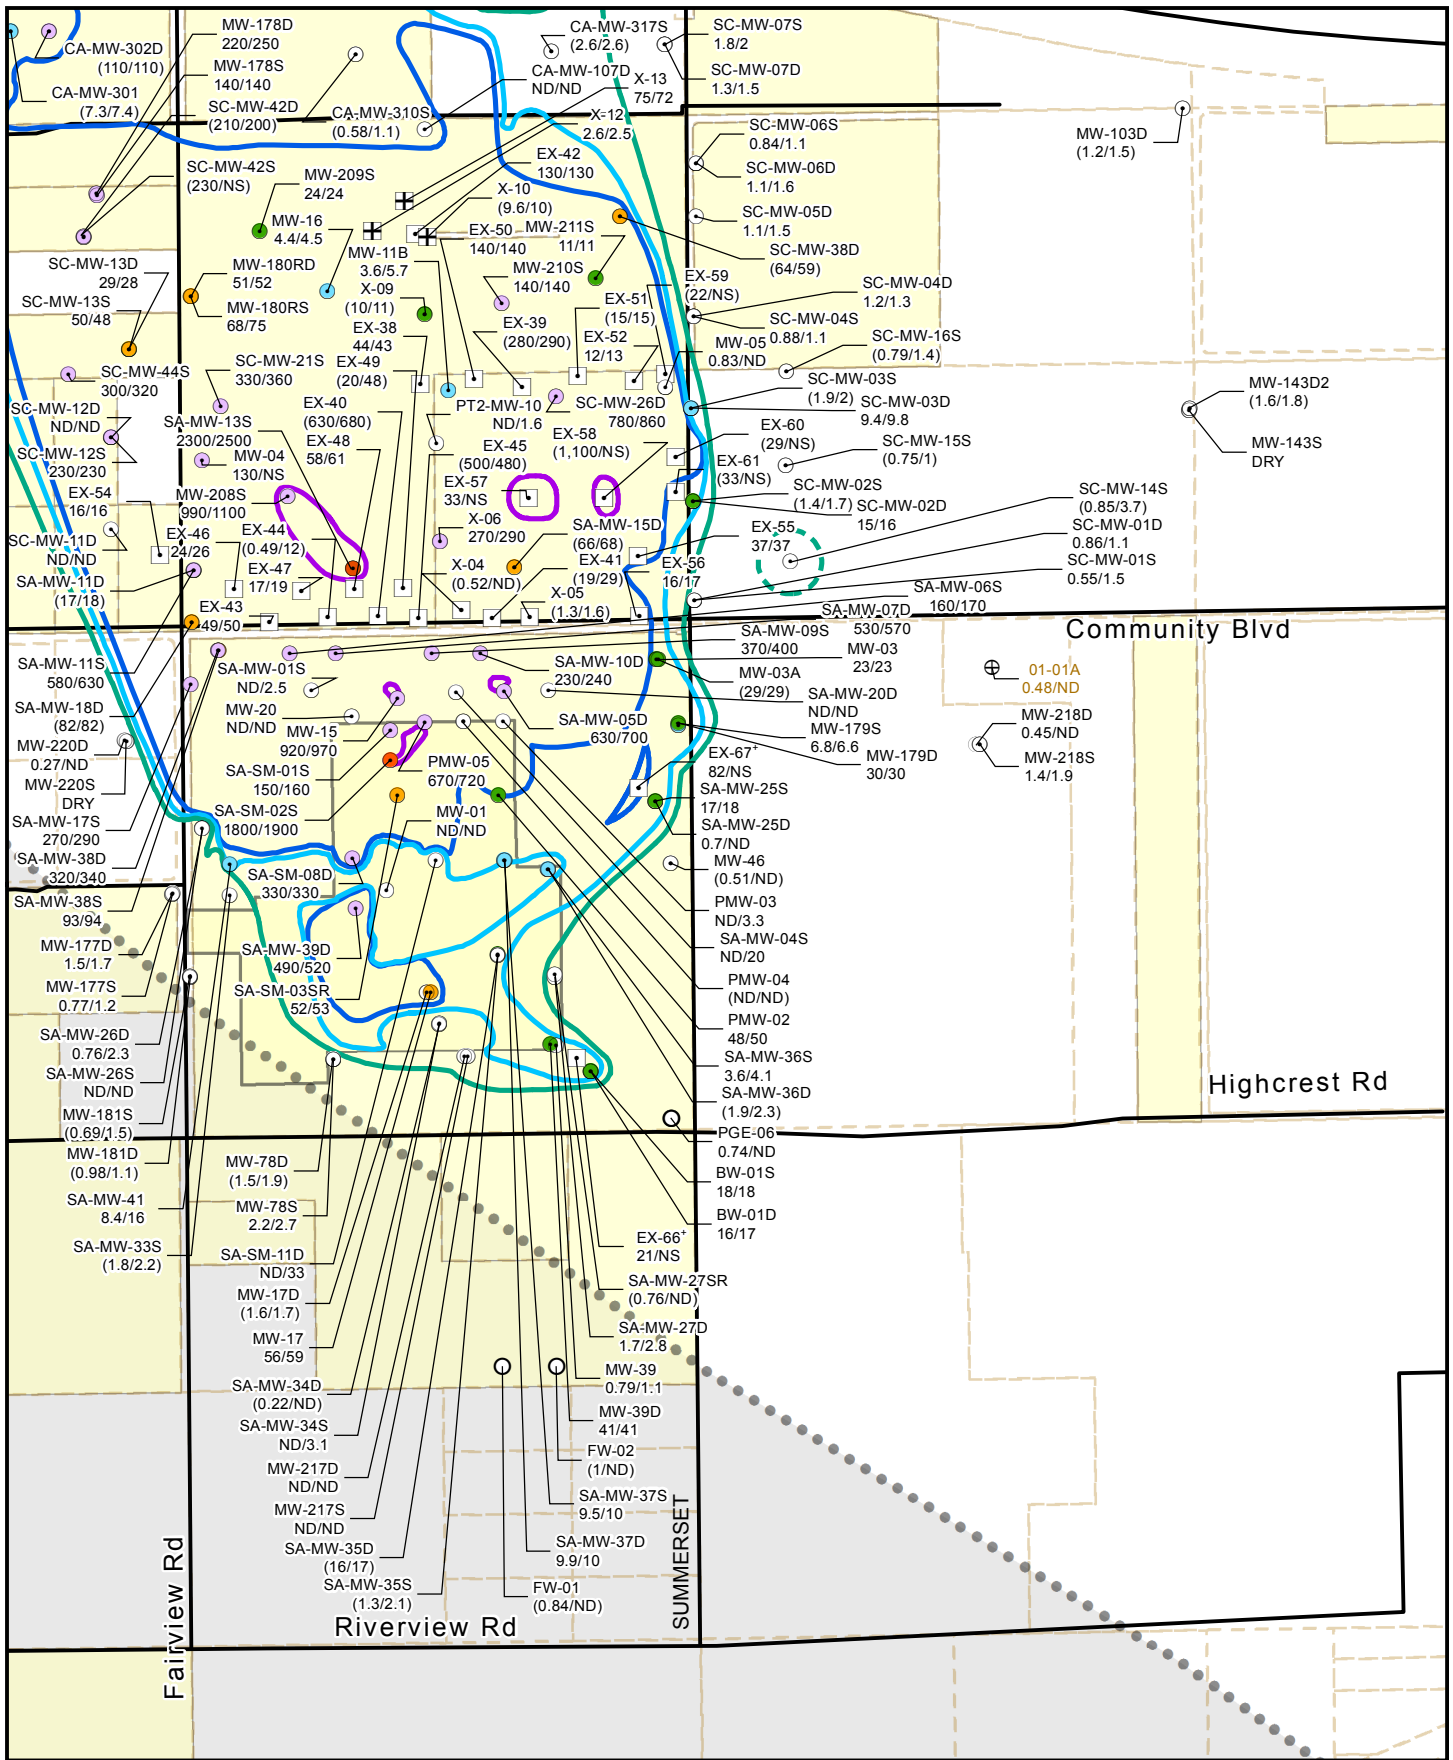 CA-MW-302D
(110/110)
CA-MW-301
(7.3/7.4)
MW-178D
220/250
MW-178S
140/140
SC-MW-42D
(210/200)
CA-MW-310S
(0.58/1.1)
CA-MW-317S
(2.6/2.6)
CA-MW-107D
ND/ND
X-13
75/72
X-12
2.6/2.5
SC-MW-07S
1.8/2
SC-MW-07D
1.3/1.5
SC-MW-06S
0.84/1.1
SC-MW-06D
1.1/1.6
SC-MW-05D
1.1/1.5
SC-MW-38D
(64/59)
MW-103D
(1.2/1.5)
SC-MW-42S
(230/NS)
MW-209S
24/24
EX-42
130/130
X-10
(9.6/10)
MW-16
4.4/4.5
EX-50
140/140
MW-211S
11/11
MW-11B
3.6/5.7
MW-210S
140/140
SC-MW-13D
29/28
SC-MW-13S
50/48
MW-180RD
51/52
MW-180RS
68/75
X-09
(10/11)
EX-38
44/43
EX-39
(280/290)
EX-51
(15/15)
EX-52
12/13
EX-59
(22/NS)
SC-MW-04D
1.2/1.3
SC-MW-04S
0.88/1.1
MW-05
0.83/ND
SC-MW-16S
(0.79/1.4)
SC-MW-44S
300/320
SC-MW-21S
330/360
EX-49
(20/48)
EX-40
(630/680)
PT2-MW-10
ND/1.6
SC-MW-26D
780/860
SC-MW-03S
(1.9/2)
SC-MW-03D
9.4/9.8
MW-143D2
(1.6/1.8)
MW-143S
DRY
SC-MW-12D
ND/ND
SC-MW-12S
230/230
SA-MW-13S
2300/2500
MW-04
130/NS
EX-48
58/61
EX-45
(500/480)
EX-58
(1,100/NS)
EX-60
(29/NS)
SC-MW-15S
(0.75/1)
EX-61
(33/NS)
EX-54
16/16
MW-208S
990/1100
EX-57
33/NS
SC-MW-02S
(1.4/1.7)
SC-MW-02D
15/16
SC-MW-14S
(0.85/3.7)
SC-MW-01D
0.86/1.1
SC-MW-01S
0.55/1.5
SC-MW-11D
ND/ND
EX-46
24/26
EX-44
(0.49/12)
X-06
270/290
SA-MW-15D
(66/68)
EX-55
37/37
SA-MW-11D
(17/18)
EX-47
17/19
X-04
(0.52/ND)
EX-41
(19/29)
EX-56
16/17
EX-43
49/50
X-05
(1.3/1.6)
SA-MW-06S
160/170
SA-MW-07D
530/570
Community Blvd
SA-MW-11S
580/630
SA-MW-01S
ND/2.5
SA-MW-10D
230/240
SA-MW-09S
370/400
MW-03
23/23
MW-03A
(29/29)
01-01A
0.48/ND
SA-MW-18D
(82/82)
MW-20
ND/ND
SA-MW-20D
ND/ND
MW-220D
0.27/ND
MW-15
920/970
SA-MW-05D
630/700
MW-179S
6.8/6.6
MW-179D
30/30
MW-218D
0.45/ND
MW-218S
1.4/1.9
MW-220S
DRY
SA-SM-01S
150/160
PMW-05
670/720
EX-67+
82/NS
SA-MW-17S
270/290
SA-SM-02S
1800/1900
MW-01
ND/ND
SA-MW-25S
17/18
SA-MW-25D
0.7/ND
SA-MW-38D
320/340
SA-SM-08D
330/330
MW-46
(0.51/ND)
SA-MW-38S
93/94
PMW-03
ND/3.3
MW-177D
1.5/1.7
SA-MW-39D
490/520
SA-MW-04S
ND/20
MW-177S
0.77/1.2
SA-SM-03SR
52/53
PMW-04
(ND/ND)
SA-MW-26D
0.76/2.3
PMW-02
48/50
SA-MW-26S
ND/ND
SA-MW-36S
3.6/4.1
SA-MW-36D
(1.9/2.3)
Highcrest Rd
MW-181S
(0.69/1.5)
PGE-06
0.74/ND
MW-181D
(0.98/1.1)
MW-78D
(1.5/1.9)
BW-01S
18/18
SA-MW-41
8.4/16
MW-78S
2.2/2.7
BW-01D
16/17
SA-MW-33S
(1.8/2.2)
SA-SM-11D
ND/33
EX-66+
21/NS
MW-17D
(1.6/1.7)
SA-MW-27SR
(0.76/ND)
MW-17
56/59
SA-MW-27D
1.7/2.8
SA-MW-34D
(0.22/ND)
MW-39
0.79/1.1
SA-MW-34S
ND/3.1
MW-39D
41/41
MW-217D
ND/ND
FW-02
(1/ND)
MW-217S
ND/ND
SA-MW-37S
9.5/10
SA-MW-35D
(16/17)
SA-MW-37D
9.9/10
SA-MW-35S
(1.3/2.1)
FW-01
(0.84/ND)
Fairview Rd
SUMMERSET
Riverview Rd